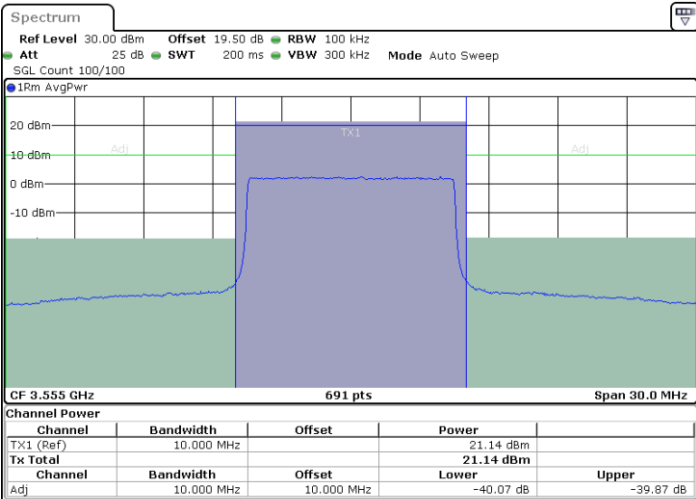 Spectrum
Ref Level 30.00 dBm Offset 19.50 dB RBW 100 kHz
Att 25 dB SWT 200 ms VBW 300 kHz Mode Auto Sweep
SGL Count 100/100
1Rm AvgPwr
20 dBm
TX1
Adj Adj
10 dBm
0 dBm
-10 dBm
CF 3.555 GHz 691 pts Span 30.0 MHz
Channel Power
Channel Bandwidth Offset Power
TX1 (Ref) 10.000 MHz 21.14 dBm
Tx Total 21.14 dBm
Channel Bandwidth Offset Lower Upper
Adj 10.000 MHz 10.000 MHz -40.07 dB -39.87 dB